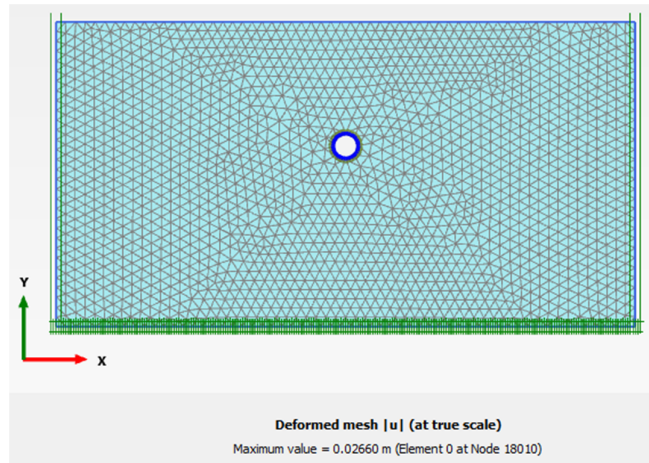 Y
X
Deformed mesh |u| (at true scale)
Maximum value = 0.02660 m (Element 0 at Node 18010)